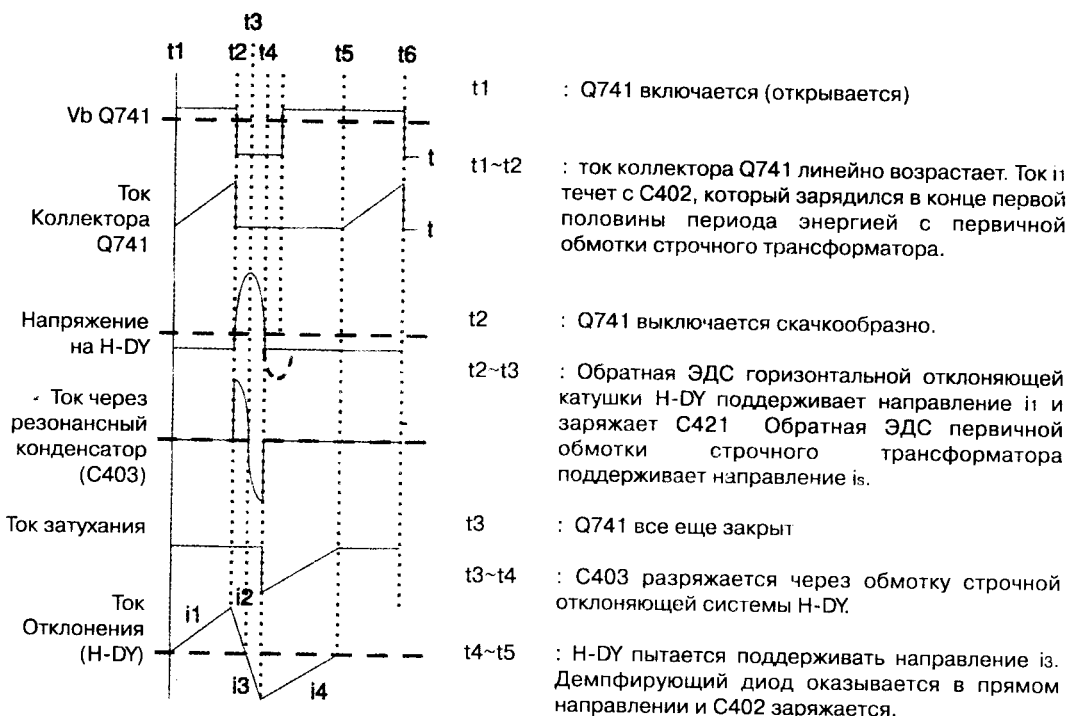 t3
t1 t2 t4 t5 t6
Vb Q741
t
Ток
Коллектора
Q741
t
Напряжение
на H-DY
Ток через
резонансный
конденсатор
(C403)
Ток затухания
Ток
Отклонения
(H-DY)
i1
i2
i3
i4
t1 : Q741 включается (открывается)
t1~t2 : ток коллектора Q741 линейно возрастает. Ток i1
течет с C402, который зарядился в конце первой
половины периода энергией с первичной
обмотки строчного трансформатора.
t2 : Q741 выключается скачкообразно.
t2~t3 : Обратная ЭДС горизонтальной отклоняющей
катушки H-DY поддерживает направление i1 и
заряжает C421 Обратная ЭДС первичной
обмотки строчного трансформатора
поддерживает направление is.
t3 : Q741 все еще закрыт
t3~t4 : C403 разряжается через обмотку строчной
отклоняющей системы H-DY.
t4~t5 : H-DY пытается поддерживать направление i3.
Демпфирующий диод оказывается в прямом
направлении и C402 заряжается.